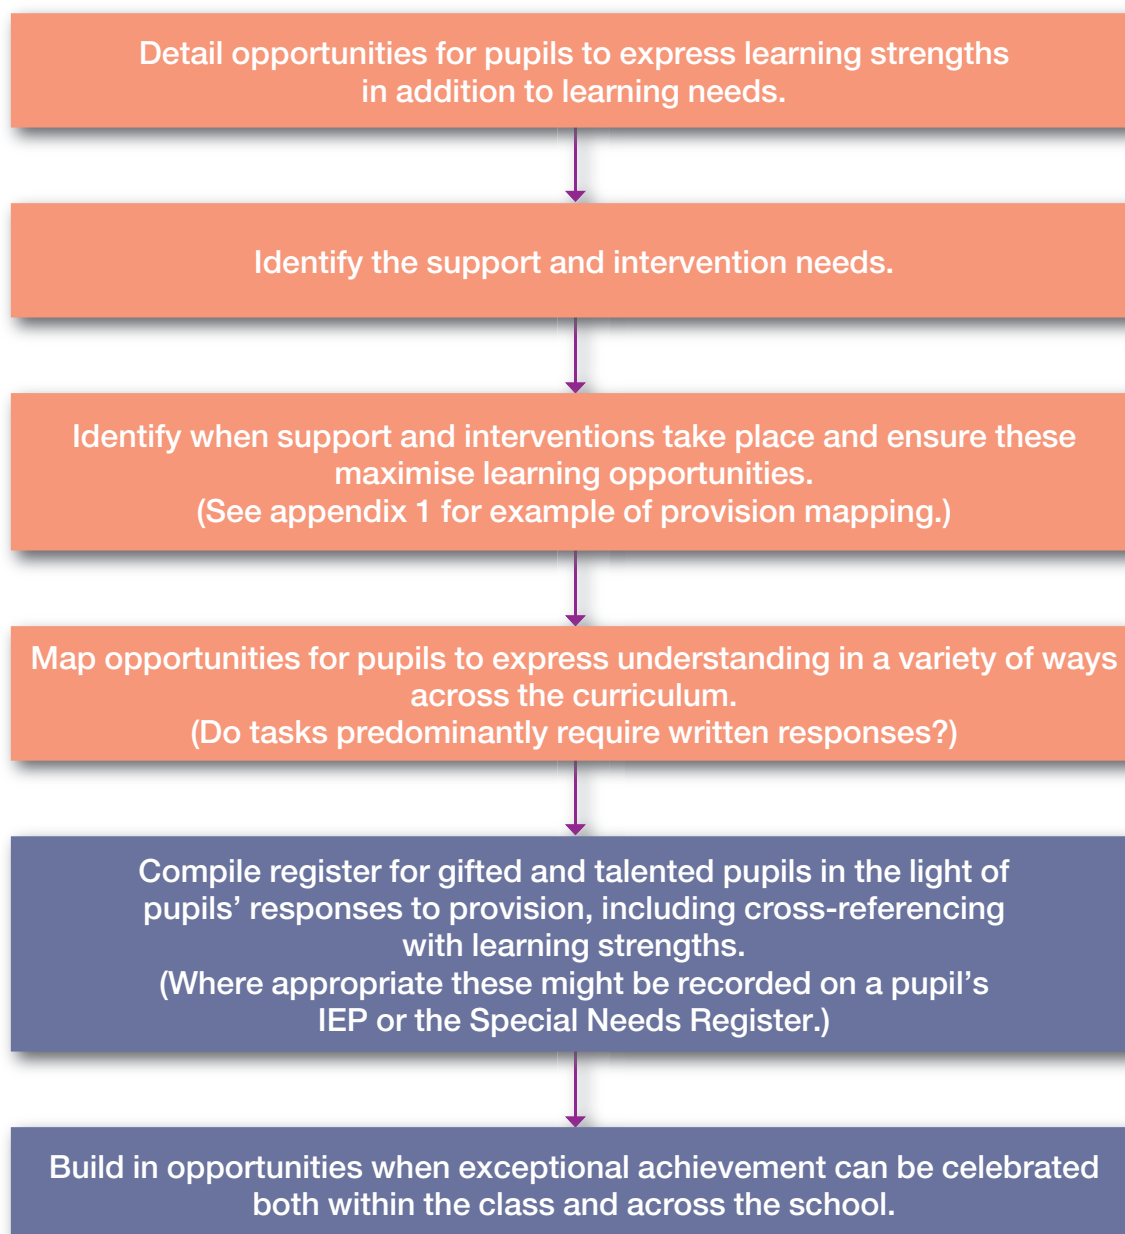 Detail opportunities for pupils to express learning strengths
in addition to learning needs.
Identify the support and intervention needs.
Identify when support and interventions take place and ensure these
maximise learning opportunities.
(See appendix 1 for example of provision mapping.)
Map opportunities for pupils to express understanding in a variety of ways
across the curriculum.
(Do tasks predominantly require written responses?)
Compile register for gifted and talented pupils in the light of
pupils’ responses to provision, including cross-referencing
with learning strengths.
(Where appropriate these might be recorded on a pupil’s
IEP or the Special Needs Register.)
Build in opportunities when exceptional achievement can be celebrated
both within the class and across the school.